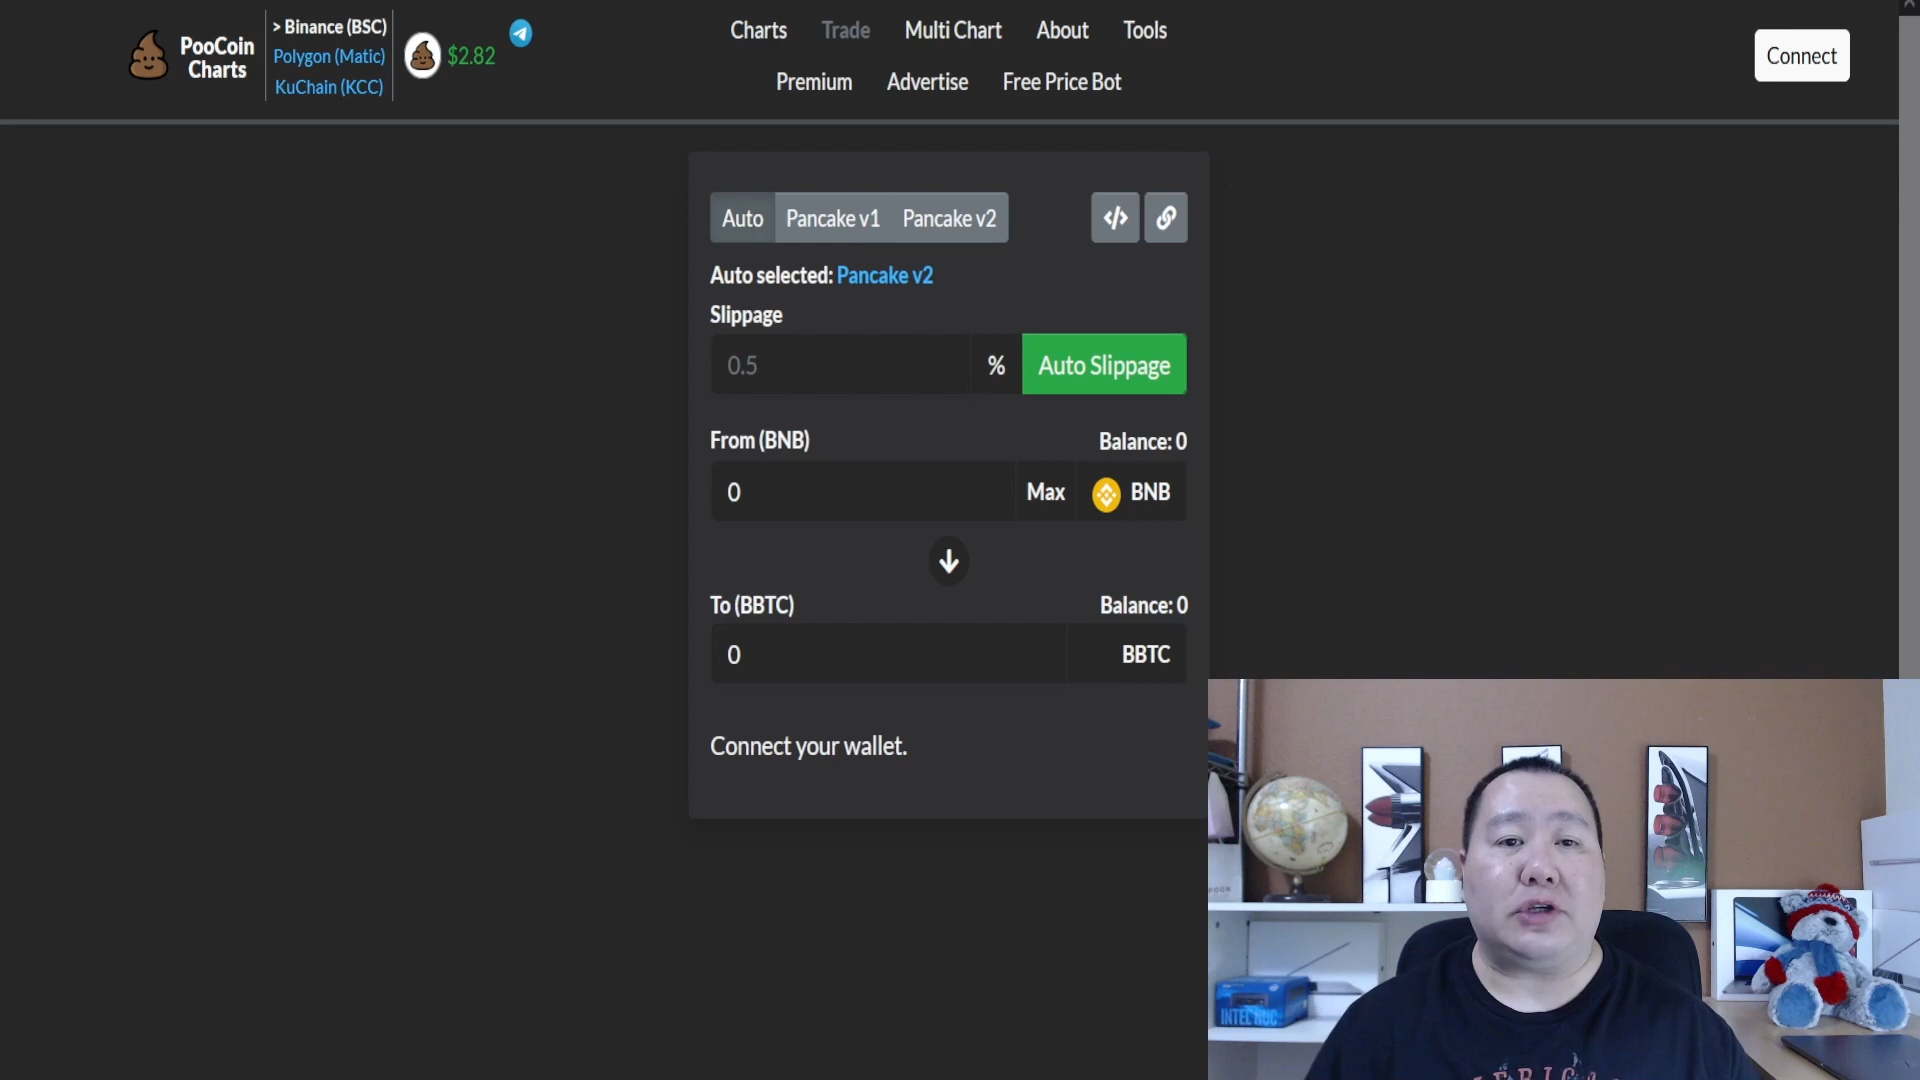 PooCoin
Charts
> Binance (BSC)
Polygon (Matic)
KuChain (KCC)
$2.82
Charts
Trade
Multi Chart
About
Tools
Premium
Advertise
Free Price Bot
Connect
Auto
Pancake v1
Pancake v2
Auto selected: Pancake v2
Slippage
0.5
%
Auto Slippage
From (BNB)
Balance: 0
0
Max
BNB
To (BBTC)
Balance: 0
0
BBTC
Connect your wallet.
INTEL NUC